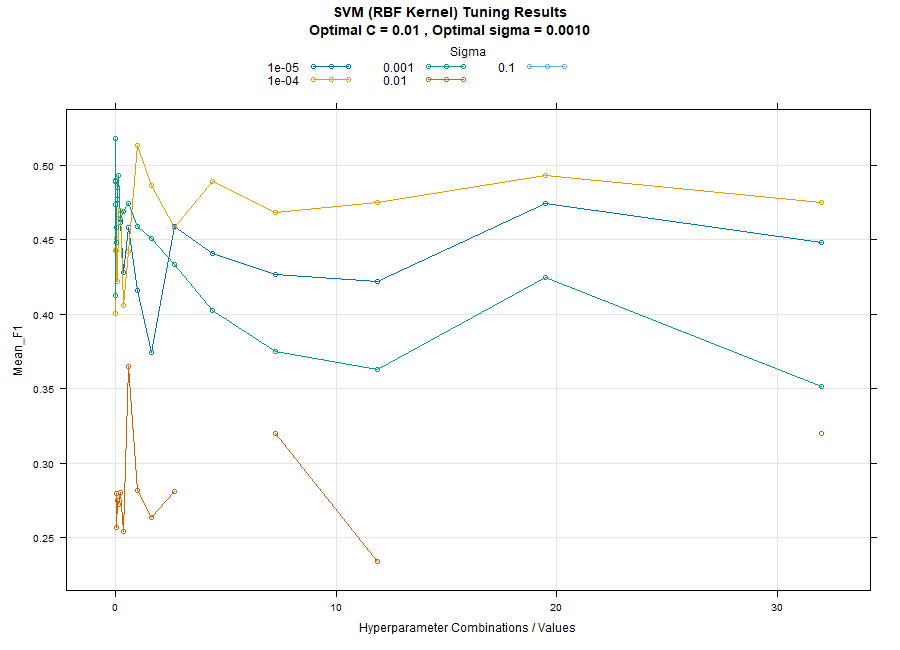 SVM (RBF Kernel) Tuning Results
Optimal C = 0.01 , Optimal sigma = 0.0010
Sigma
1e-05 0.001 0.1
1e-04 0.01
0.50
0.45
0.40
0.35
0.30
0.25
Mean_F1
0 10 20 30
Hyperparameter Combinations / Values